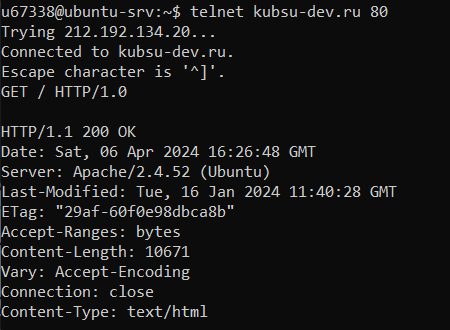 u67338@ubuntu-srv:~$ telnet kubsu-dev.ru 80
Trying 212.192.134.20...
Connected to kubsu-dev.ru.
Escape character is '^]'.
GET / HTTP/1.0

HTTP/1.1 200 OK
Date: Sat, 06 Apr 2024 16:26:48 GMT
Server: Apache/2.4.52 (Ubuntu)
Last-Modified: Tue, 16 Jan 2024 11:40:28 GMT
ETag: "29af-60f0e98dbca8b"
Accept-Ranges: bytes
Content-Length: 10671
Vary: Accept-Encoding
Connection: close
Content-Type: text/html